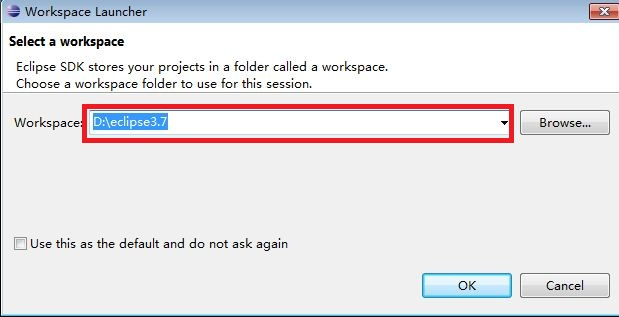 Workspace Launcher
Select a workspace
Eclipse SDK stores your projects in a folder called a workspace.
Choose a workspace folder to use for this session.
Workspace: D:\eclipse3.7 Browse...
Use this as the default and do not ask again
OK Cancel